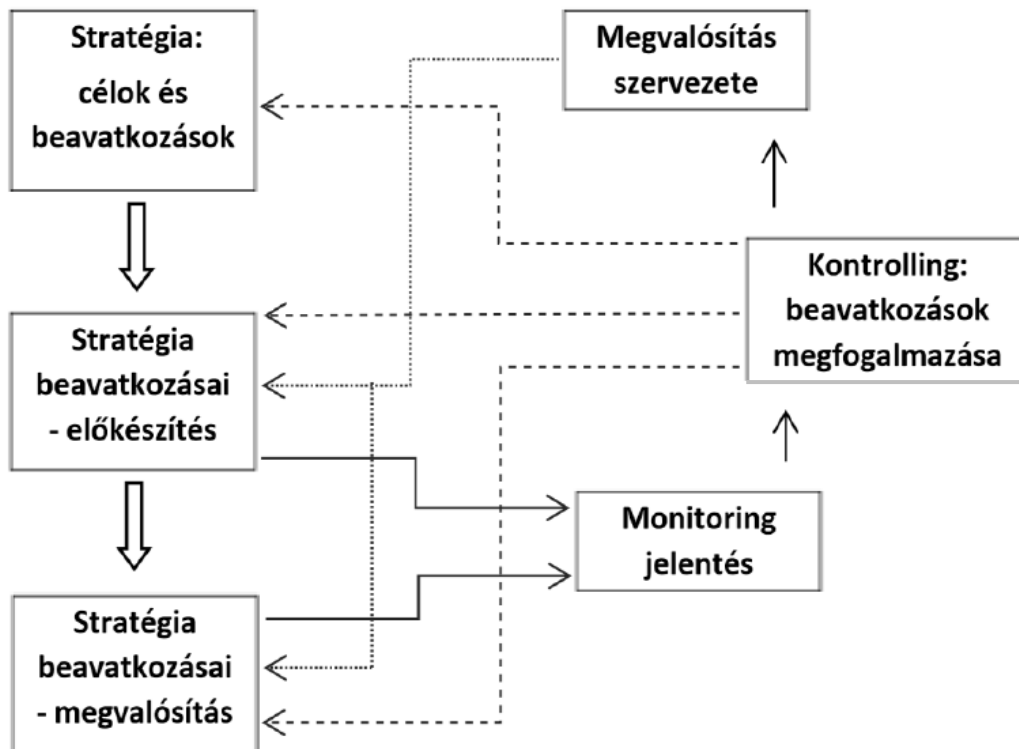 Stratégia:
célok és
beavatkozások
Megvalósítás
szervezete
Kontrolling:
beavatkozások
megfogalmazása
Stratégia
beavatkozásai
- előkészítés
Monitoring
jelentés
Stratégia
beavatkozásai
- megvalósítás